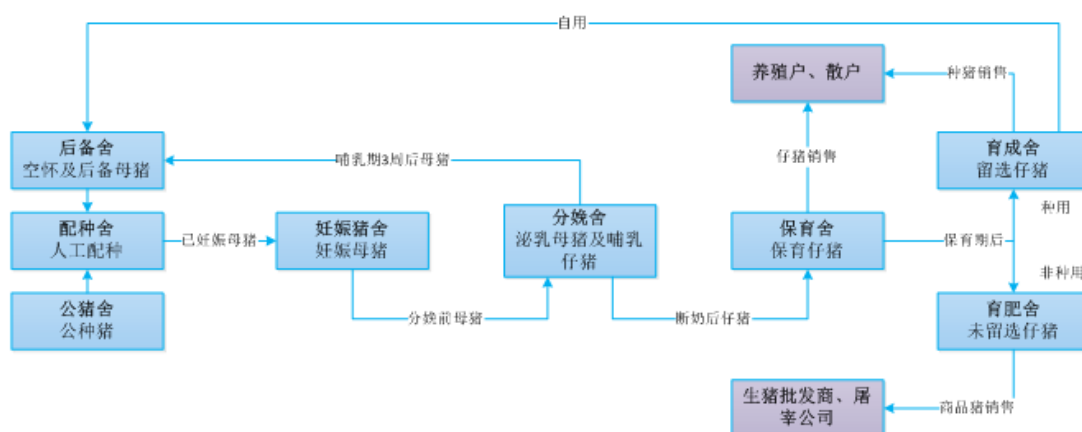 自用
养殖户、散户
种猪销售
后备舍
空怀及后备母猪
哺乳期3周后母猪
仔猪销售
育成舍
留选仔猪
种用
配种舍
人工配种
已妊娠母猪
妊娠猪舍
妊娠母猪
分娩舍
泌乳母猪及哺乳
仔猪
保育舍
保育仔猪
保育期后
非种用
公猪舍
公种猪
分娩前母猪
断奶后仔猪
育肥舍
未留选仔猪
生猪批发商、屠
宰公司
商品猪销售